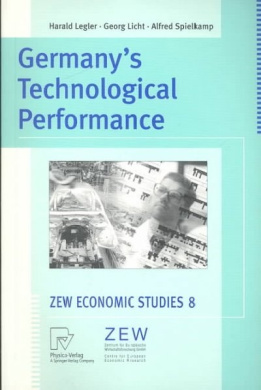 Harald Legler · Georg Licht · Alfred Spielkamp
Germany's
Technological
Performance
ZEW ECONOMIC STUDIES 8
Physica-Verlag
A Springer-Verlag Company
ZEW
Zentrum für Europäische
Wirtschaftsforschung GmbH
Centre for European
Economic Research